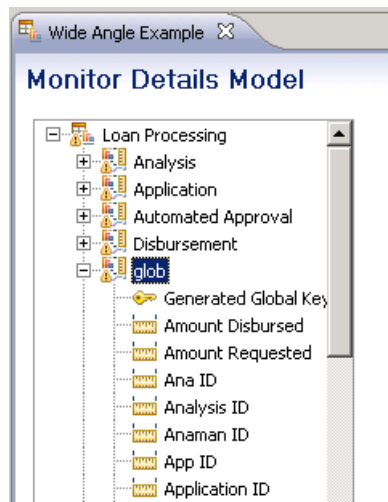 Wide Angle Example
Monitor Details Model
Loan Processing
Analysis
Application
Automated Approval
Disbursement
glob
Generated Global Key
Amount Disbursed
Amount Requested
Ana ID
Analysis ID
Anaman ID
App ID
Application ID